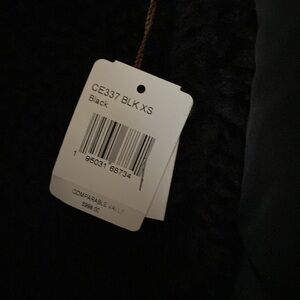 CE337 BLK XS
Black
1 95031 68734
COMPARABLE VALUE